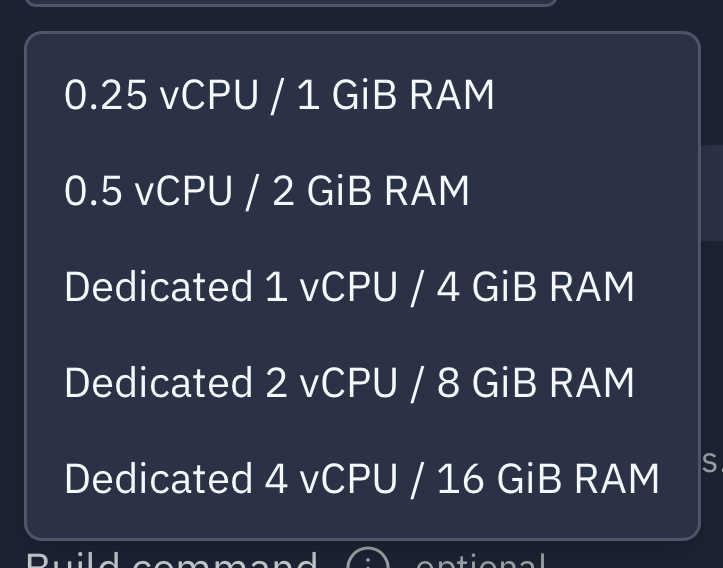 0.25 vCPU / 1 GiB RAM
0.5 vCPU / 2 GiB RAM
Dedicated 1 vCPU / 4 GiB RAM
Dedicated 2 vCPU / 8 GiB RAM
s.
Dedicated 4 vCPU / 16 GiB RAM
Build command optional